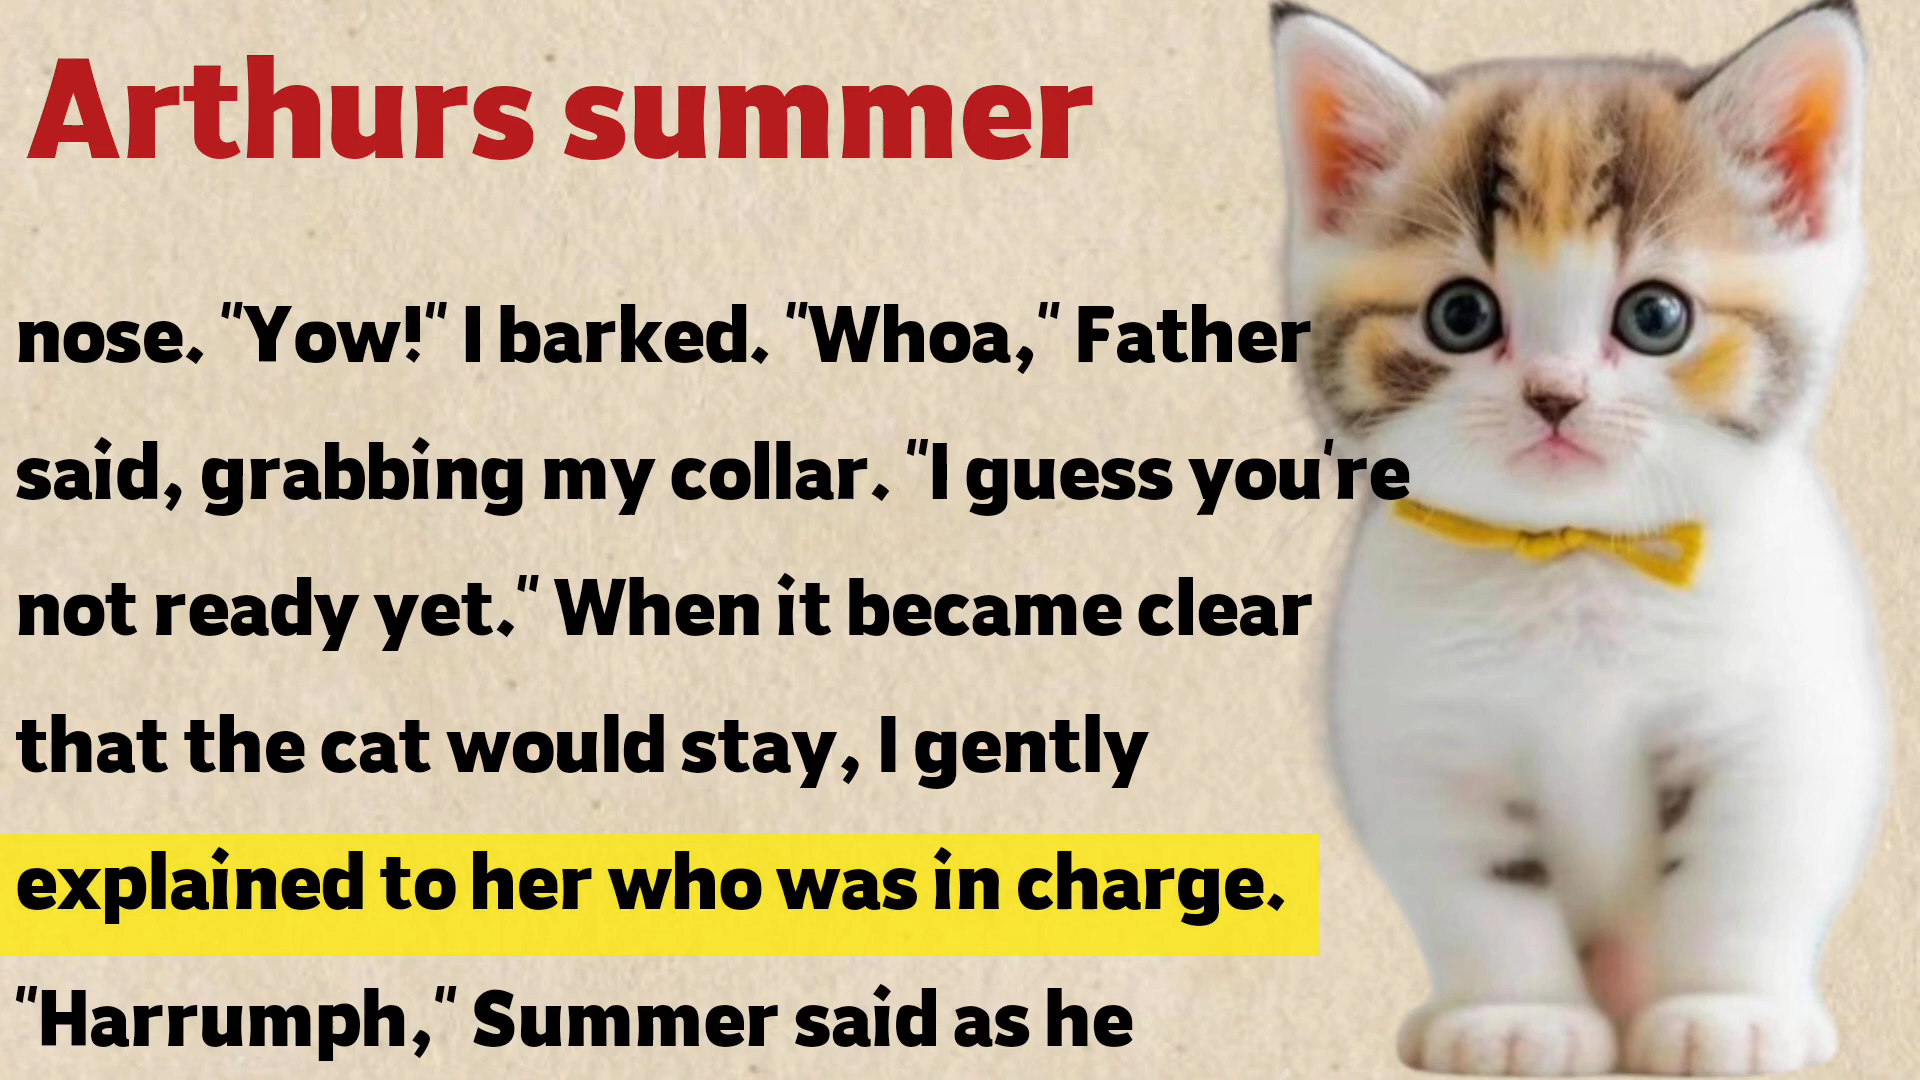 Arthurs summer
nose. "Yow!" I barked. "Whoa," Father
said, grabbing my collar. "I guess you're
not ready yet." When it became clear
that the cat would stay, I gently
explained to her who was in charge.
"Harrumph," Summer said as he